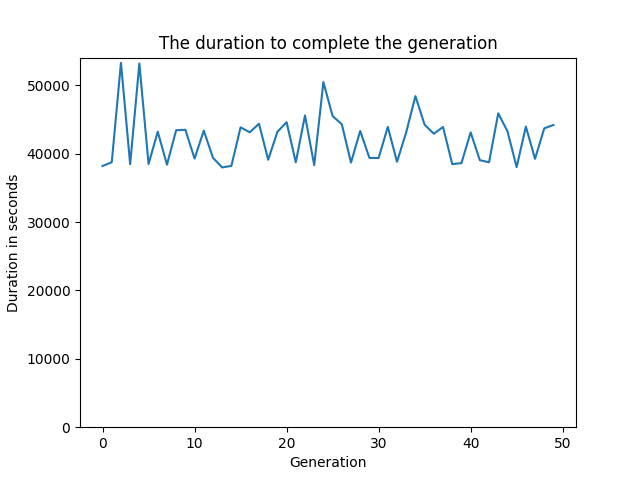 The duration to complete the generation
Duration in seconds
50000
40000
30000
20000
10000
0
0 10 20 30 40 50
Generation